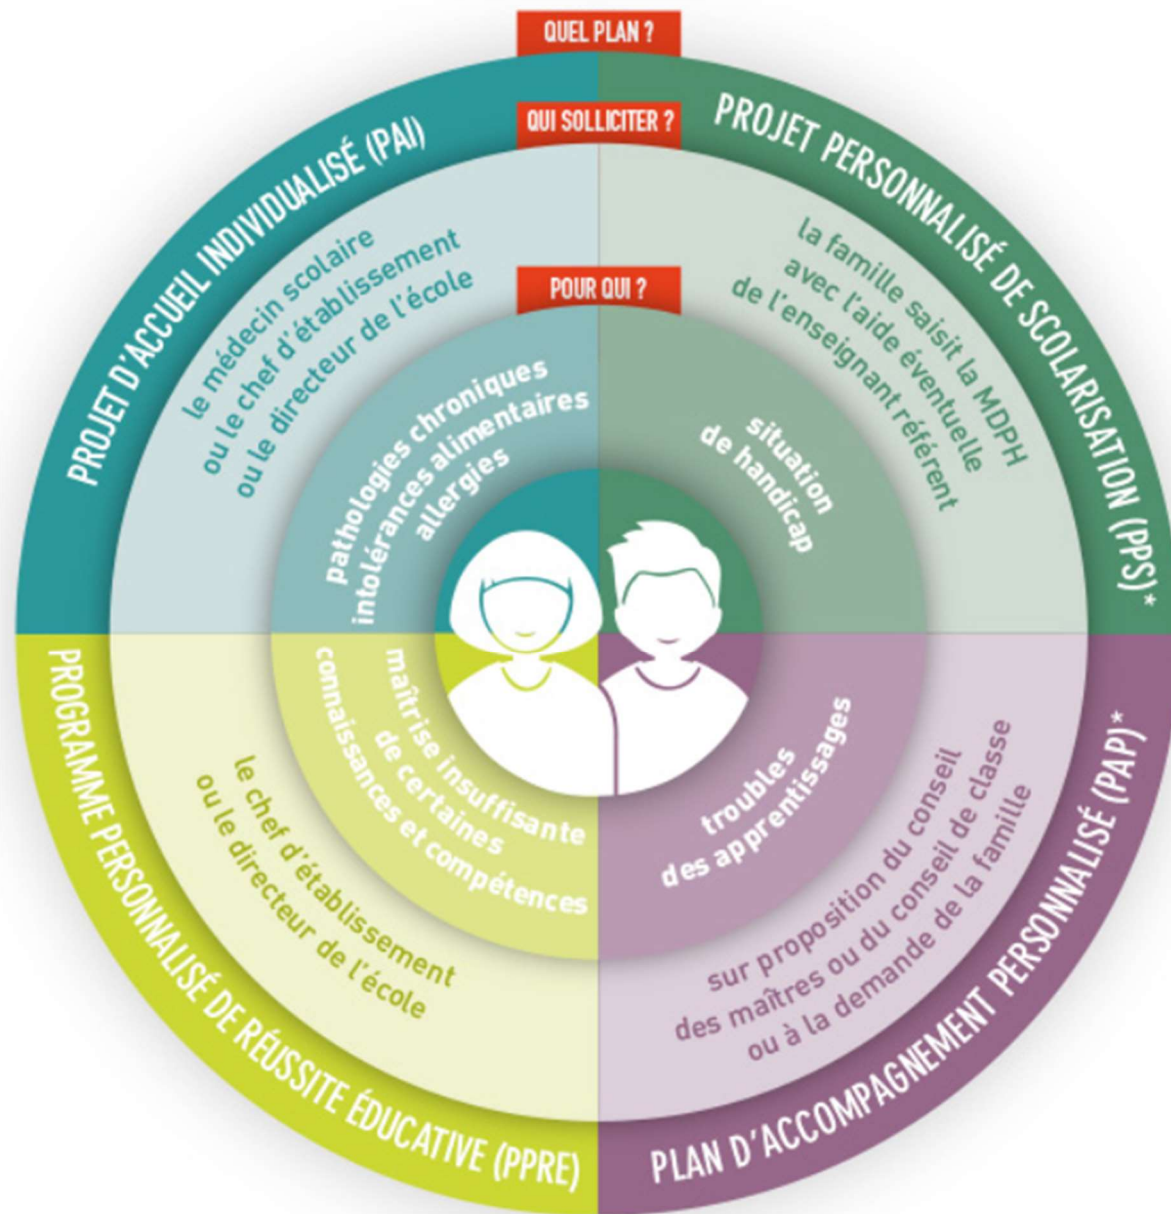 QUEL PLAN ?
QUI SOLLICITER ?
POUR QUI ?
PROJET D'ACCUEIL INDIVIDUALISÉ (PAI)
le médecin scolaire
ou le chef d'établissement
ou le directeur de l'école
pathologies chroniques
intolérances alimentaires
allergies
PROJET PERSONNALISÉ DE SCOLARISATION (PPS)*
la famille saisit la MDPH
avec l'aide éventuelle
de l'enseignant référent
situation
de handicap
PROGRAMME PERSONNALISÉ DE RÉUSSITE ÉDUCATIVE (PPRE)
le chef d'établissement
ou le directeur de l'école
maîtrise insuffisante
de certaines
connaissances et compétences
PLAN D'ACCOMPAGNEMENT PERSONNALISÉ (PAP)*
sur proposition du conseil
des maîtres ou du conseil de classe
ou à la demande de la famille
troubles
des apprentissages